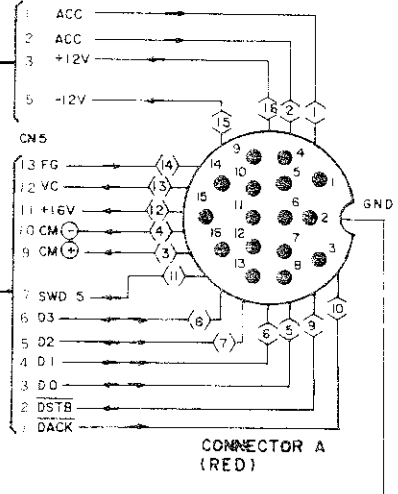 1 ACC
2 ACC
3 +12V
5 -12V
15 16 2 1
CN5
13 FG 14
12 VC 13
11 +16V 12
10 CM - 4
9 CM + 3
11
7 SWD 5
6 D3 8
5 D2 7
4 D1
3 D0
2 DSTB
1 DACK
6 5 9 10
9 4
14 10 5 1
15 11 6 2
16 12 7 3
13 8
GND
CONNECTOR A
(RED)